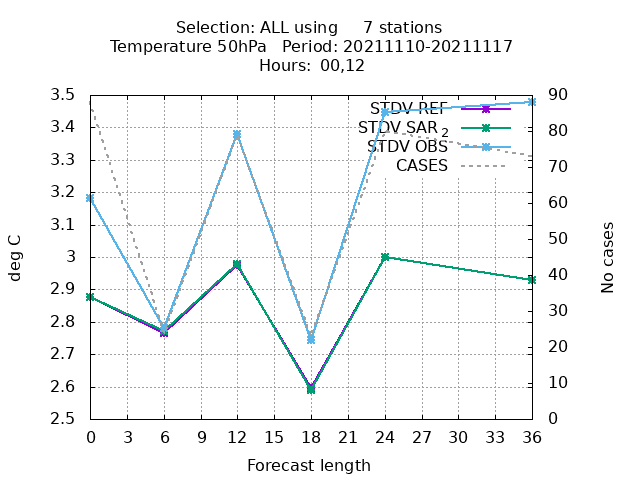 Selection: ALL using     7 stations
Temperature 50hPa   Period: 20211110-20211117
Hours: 00,12
STDV REF
STDV SAR 2
STDV OBS
CASES
deg C
3.5
3.4
3.3
3.2
3.1
3
2.9
2.8
2.7
2.6
2.5
90
80
70
60
50
40
30
20
10
0
No cases
0 3 6 9 12 15 18 21 24 27 30 33 36
Forecast length